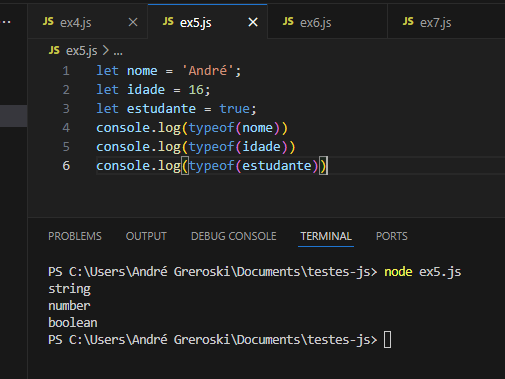 ··· JS ex4.js JS ex5.js × JS ex6.js JS ex7.js
JS ex5.js > ...
1 let nome = 'André';
2 let idade = 16;
3 let estudante = true;
4 console.log(typeof(nome))
5 console.log(typeof(idade))
6 console.log(typeof(estudante))
PROBLEMS OUTPUT DEBUG CONSOLE TERMINAL PORTS
PS C:\Users\André Greroski\Documents\testes-js> node ex5.js
string
number
boolean
PS C:\Users\André Greroski\Documents\testes-js>